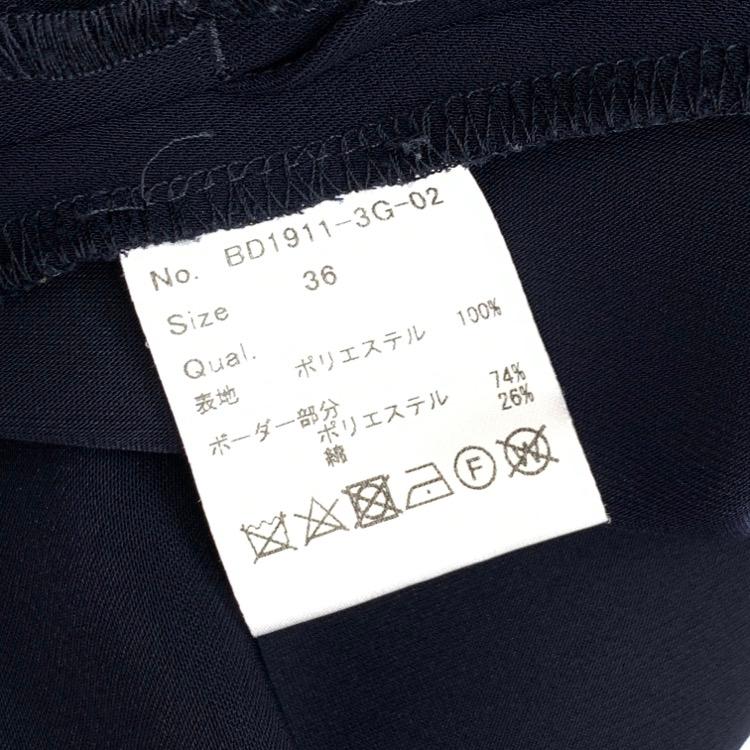 No. BD1911-3G-02
Size 36
Qual.
表地 ポリエステル 100%
ボーダー部分
ポリエステル 74%
綿 26%
F W